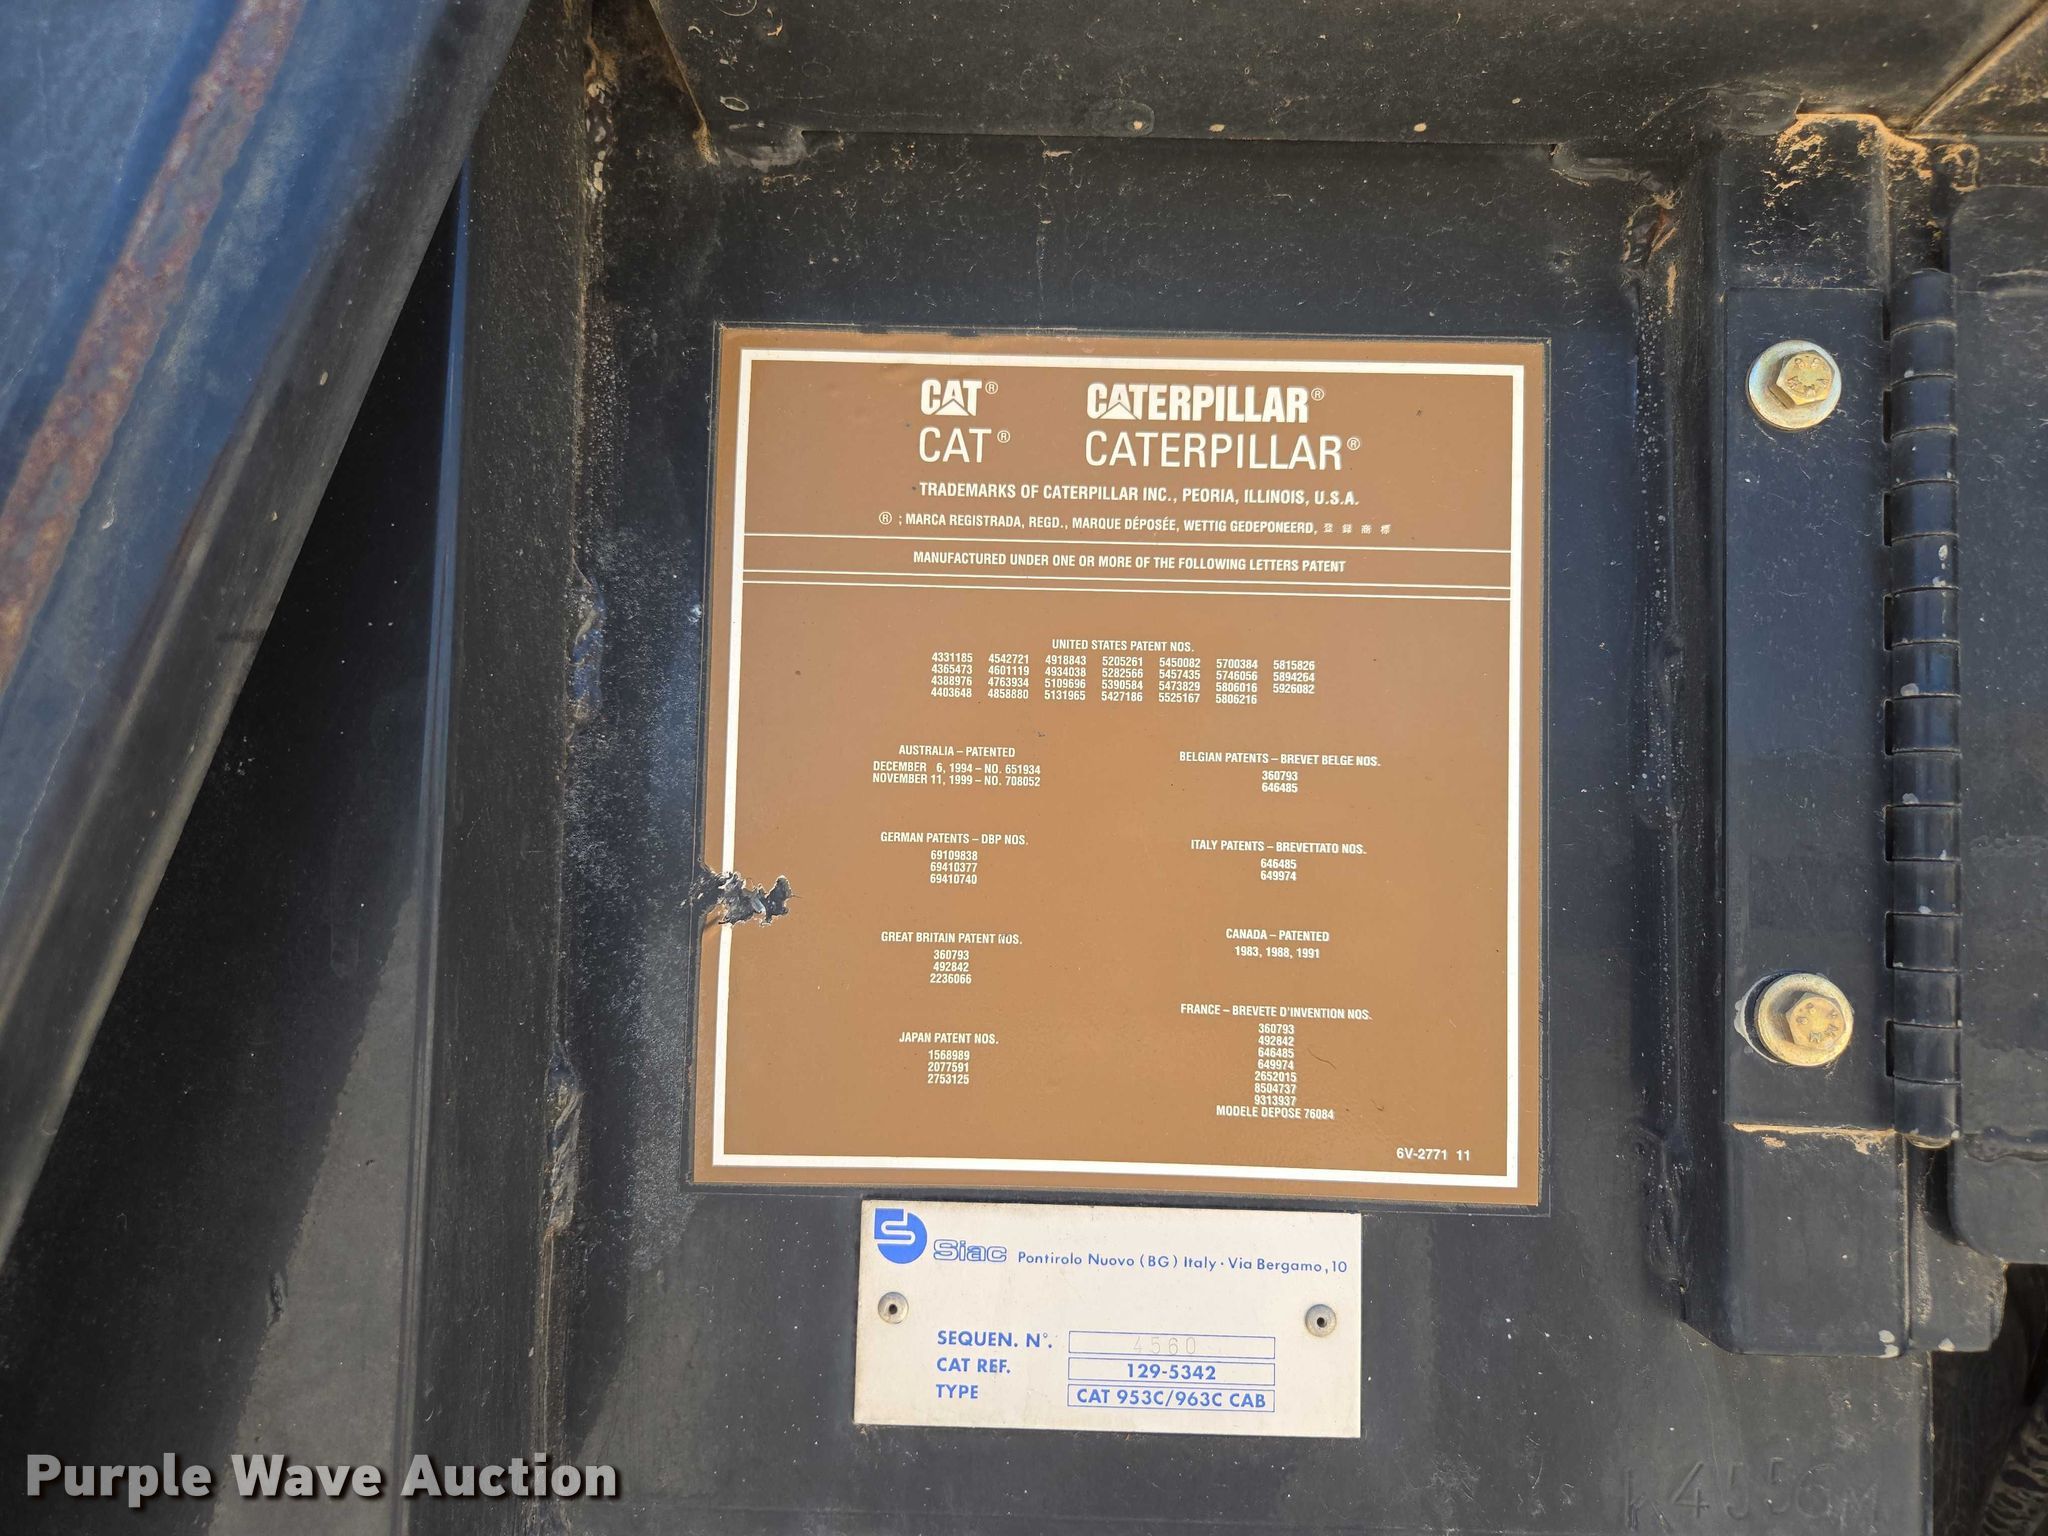 CAT® CATERPILLAR®
CAT® CATERPILLAR®
TRADEMARKS OF CATERPILLAR INC., PEORIA, ILLINOIS, U.S.A.
® ; MARCA REGISTRADA, REGD., MARQUE DÉPOSÉE, WETTIG GEDEPONEERD, 登 録 商 標
MANUFACTURED UNDER ONE OR MORE OF THE FOLLOWING LETTERS PATENT
UNITED STATES PATENT NOS.
4331185 4542721 4918843 5205261 5450082 5700384 5815826
4365473 4601119 4934038 5282566 5457435 5746056 5894264
4388976 4763934 5109696 5390584 5473829 5806016 5926082
4403648 4858880 5131965 5427186 5525167 5806216
AUSTRALIA – PATENTED
DECEMBER 6, 1994 – NO. 651934
NOVEMBER 11, 1999 – NO. 708052
GERMAN PATENTS – DBP NOS.
69109838
69410377
69410740
GREAT BRITAIN PATENT NOS.
360793
492842
2236066
JAPAN PATENT NOS.
1568989
2077591
2753125
BELGIAN PATENTS – BREVET BELGE NOS.
360793
646485
ITALY PATENTS – BREVETTATO NOS.
646485
649974
CANADA – PATENTED
1983, 1988, 1991
FRANCE – BREVETE D'INVENTION NOS.
360793
492842
646485
649974
2652015
8504737
9313937
MODELE DEPOSE 76084
6V-2771 11
Siac Pontirolo Nuovo (BG) Italy · Via Bergamo, 10
SEQUEN. N°. 4560
CAT REF. 129-5342
TYPE CAT 953C/963C CAB
Purple Wave Auction